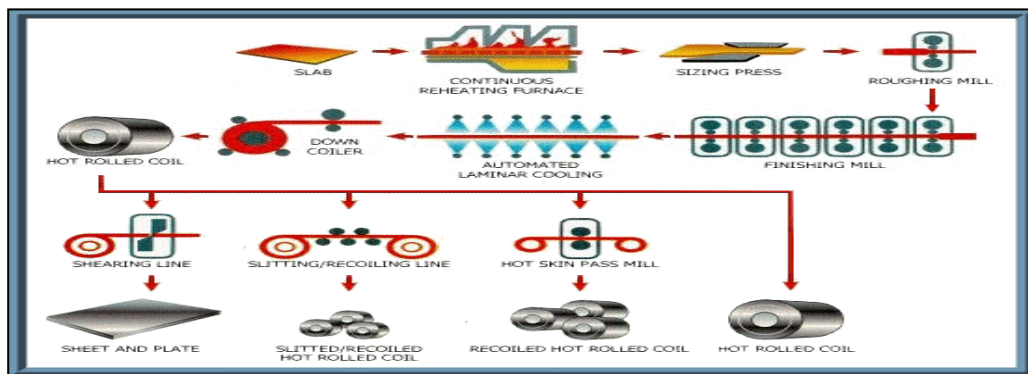 SLAB
CONTINUOUS
REHEATING FURNACE
SIZING PRESS
ROUGHING MILL
HOT ROLLED COIL
DOWN
COILER
AUTOMATED
LAMINAR COOLING
FINISHING MILL
SHEARING LINE
SLITTING/RECOILING LINE
HOT SKIN PASS MILL
SHEET AND PLATE
SLITTED/RECOILED
HOT ROLLED COIL
RECOILED HOT ROLLED COIL
HOT ROLLED COIL